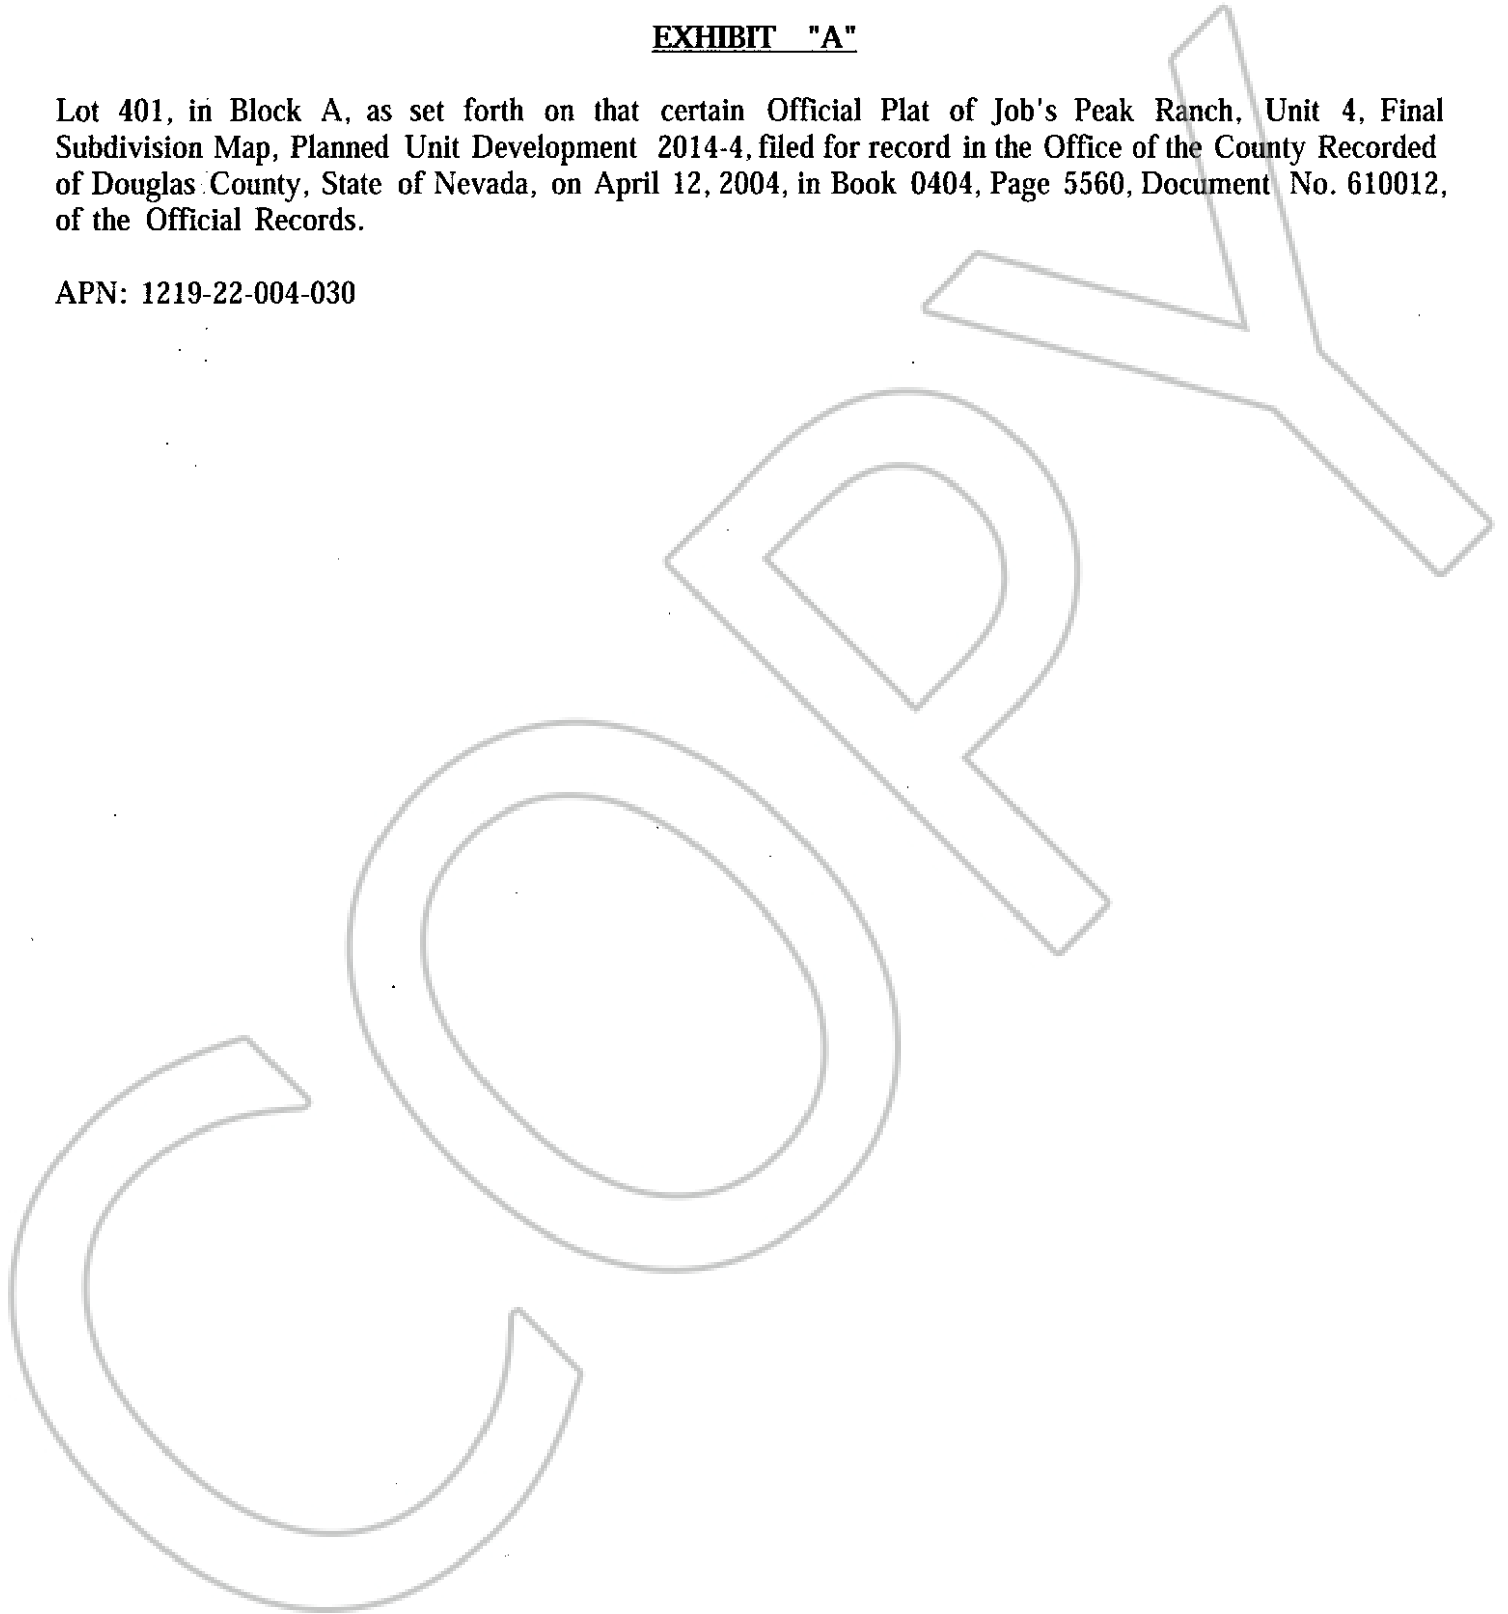 EXHIBIT "A"
Lot 401, in Block A, as set forth on that certain Official Plat of Job's Peak Ranch, Unit 4, Final
Subdivision Map, Planned Unit Development 2014-4, filed for record in the Office of the County Recorded
of Douglas County, State of Nevada, on April 12, 2004, in Book 0404, Page 5560, Document No. 610012,
of the Official Records.
APN: 1219-22-004-030
COPY